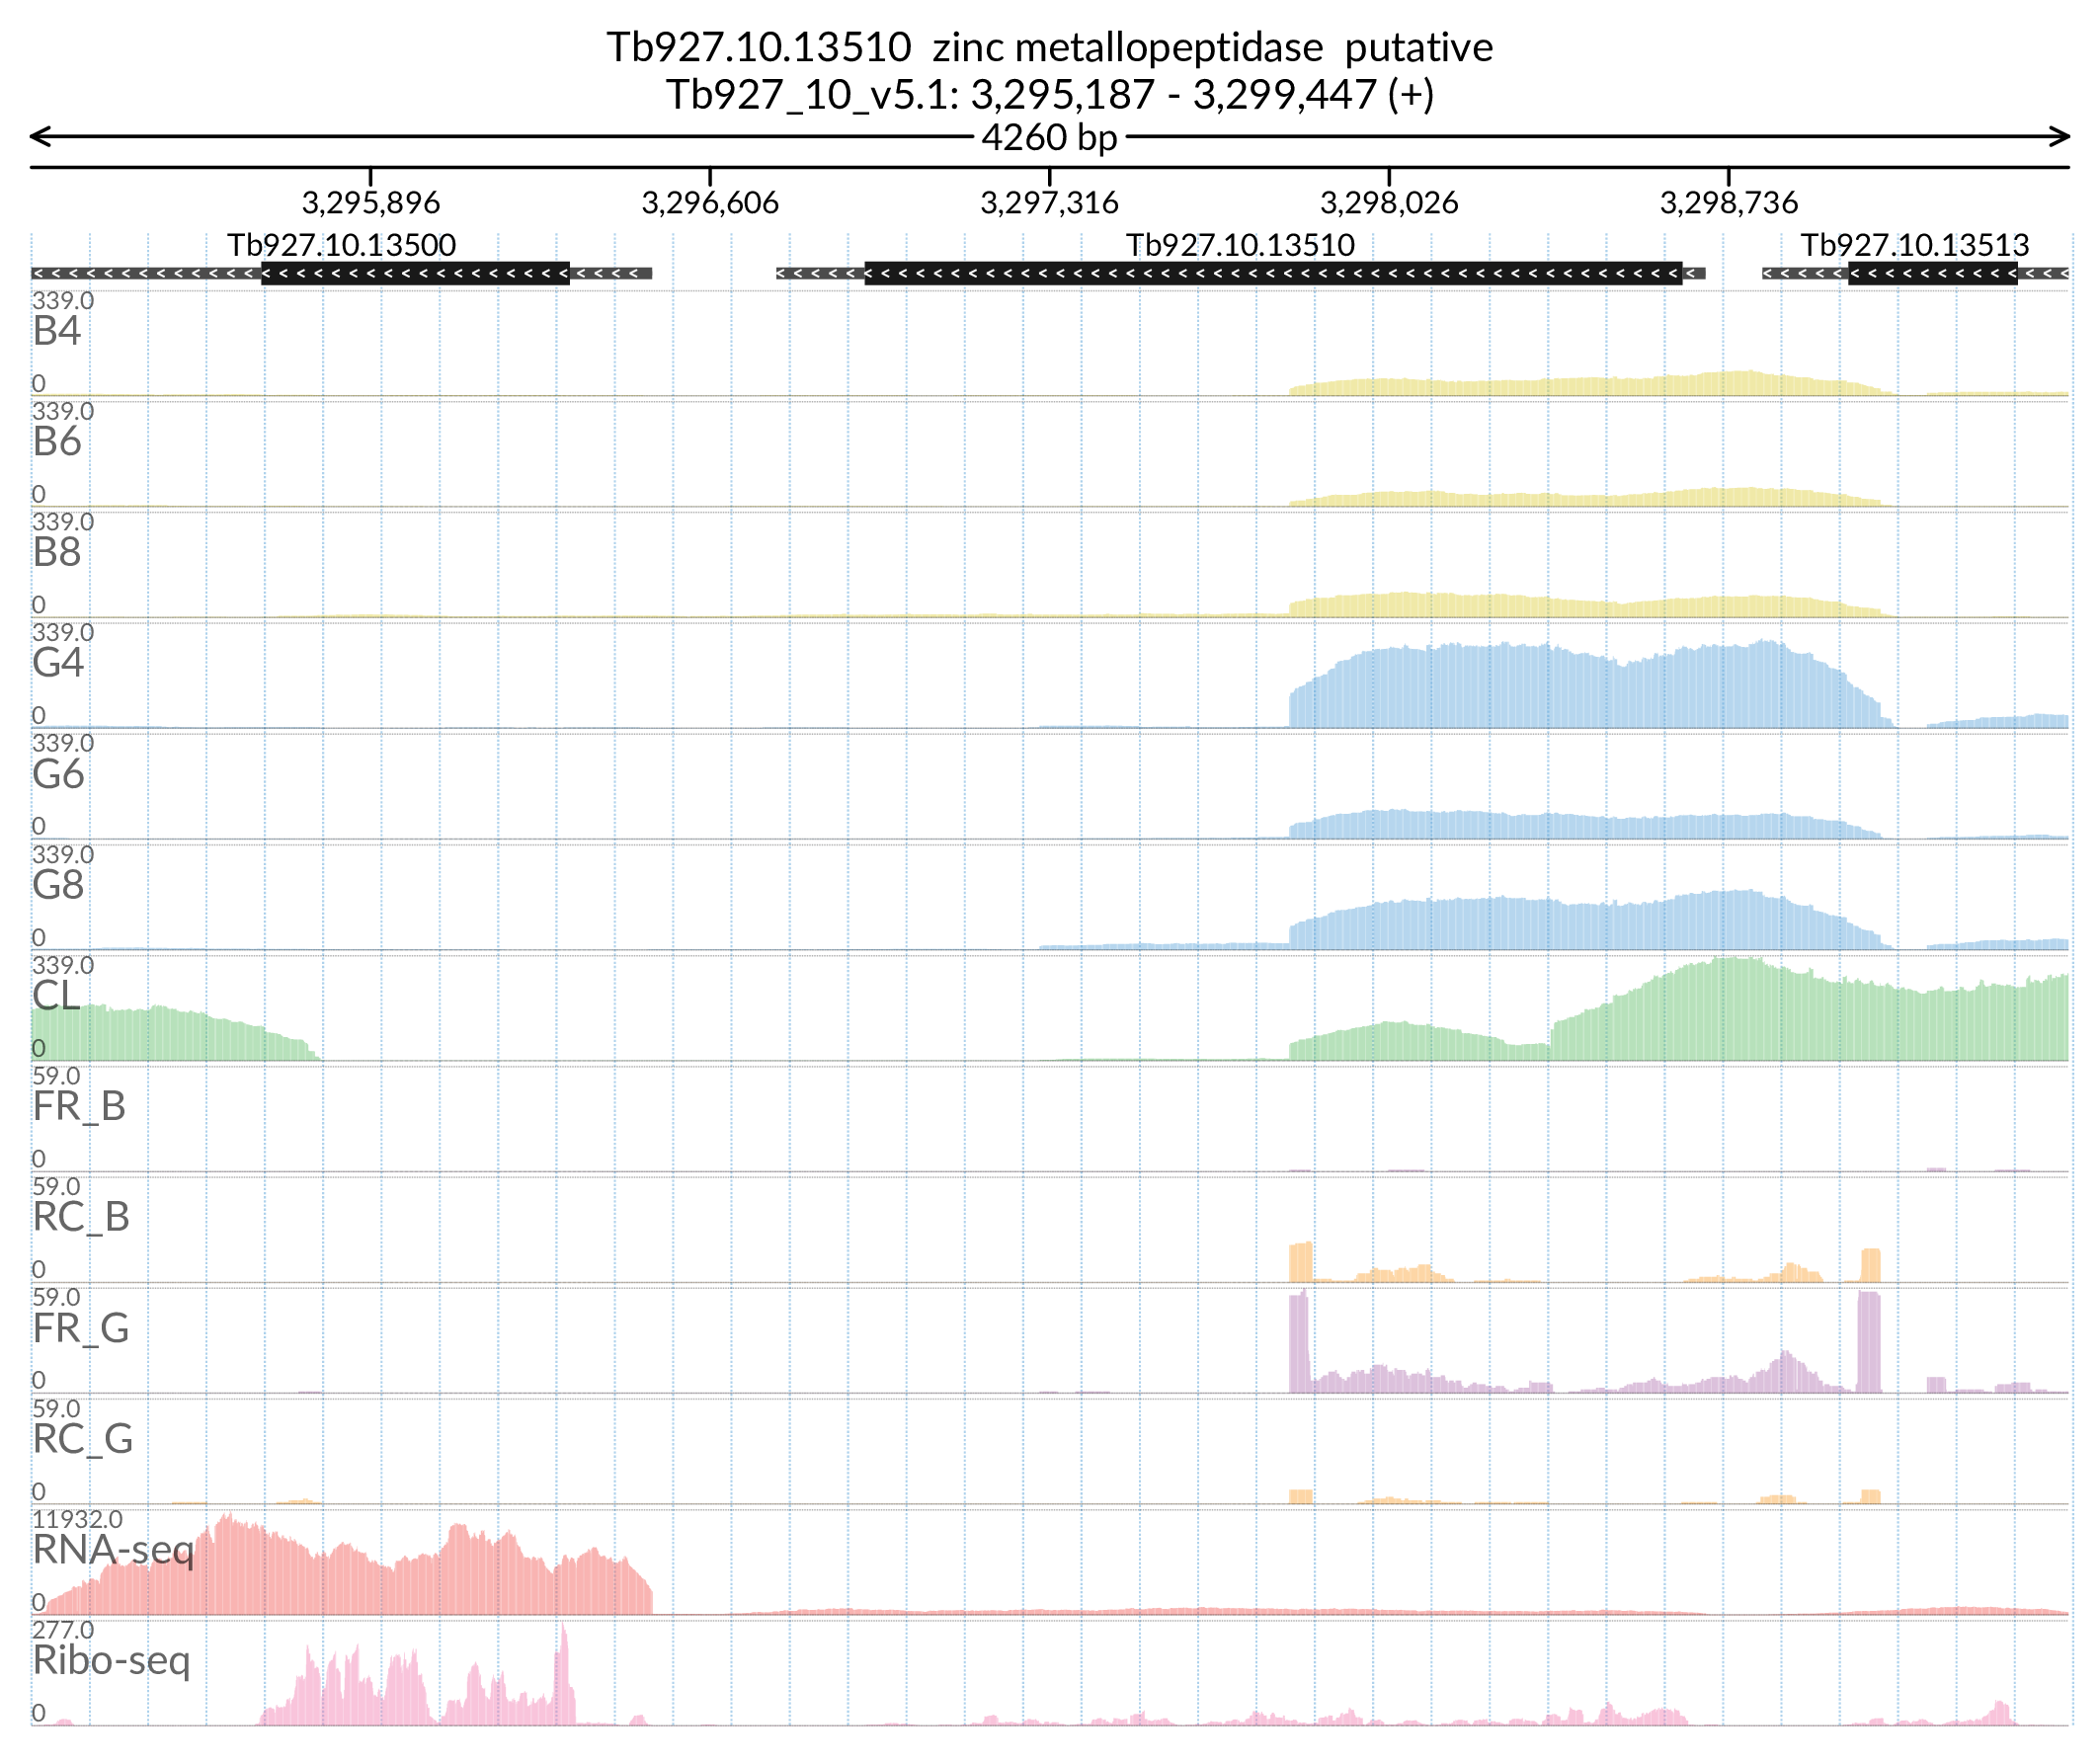 Tb927.10.13510 zinc metallopeptidase putative
Tb927_10_v5.1: 3,295,187 - 3,299,447 (+)
4260 bp
3,295,896 3,296,606 3,297,316 3,298,026 3,298,736
Tb927.10.13500 Tb927.10.13510 Tb927.10.13513
339.0
B4
0
339.0
B6
0
339.0
B8
0
339.0
G4
0
339.0
G6
0
339.0
G8
0
339.0
CL
0
59.0
FR_B
0
59.0
RC_B
0
59.0
FR_G
0
59.0
RC_G
0
11932.0
RNA-seq
0
277.0
Ribo-seq
0